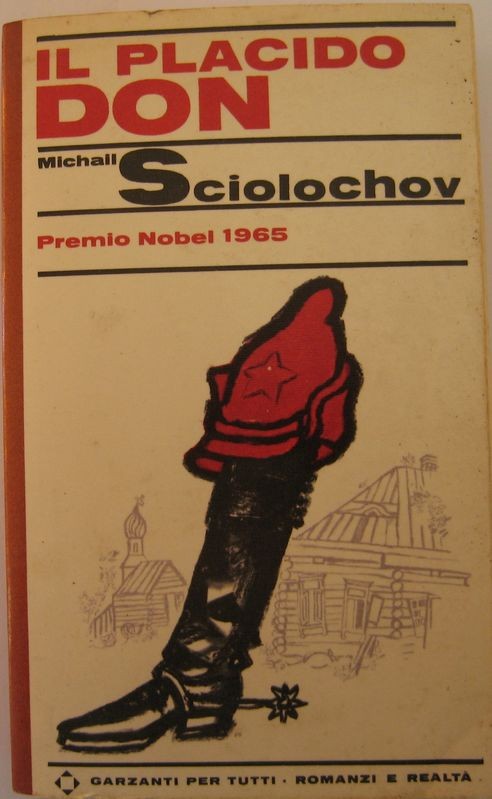 IL PLACIDO
DON
Michail Sciolochov
Premio Nobel 1965
GARZANTI PER TUTTI · ROMANZI E REALTÀ